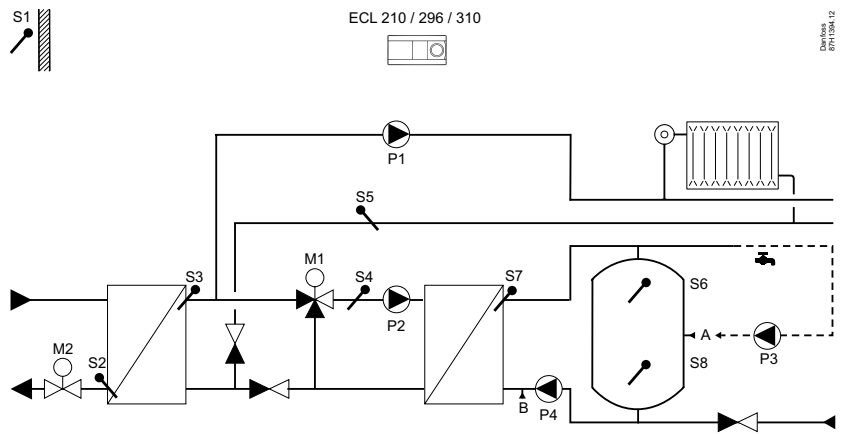 S1
ECL 210 / 296 / 310
Danfoss
87H1394.12
P1
S5
M1
S3
S4
S7
S6
P2
A
P3
M2
S2
S8
B
P4